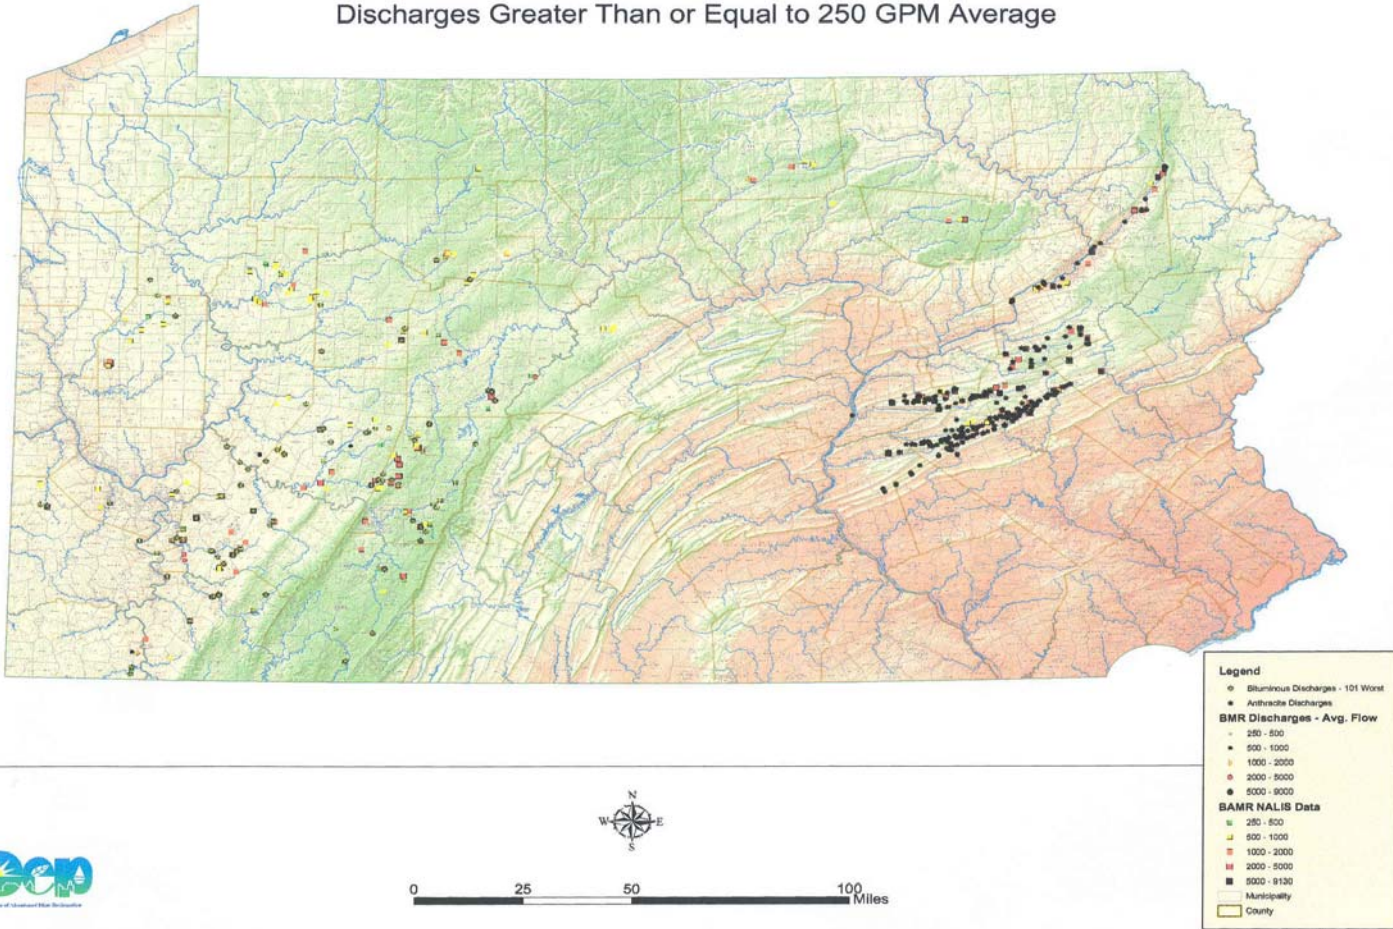 Discharges Greater Than or Equal to 250 GPM Average
N
W E
S
0 25 50 100
Miles
Legend
Bituminous Discharges - 101 Worst
Anthracite Discharges
BMR Discharges - Avg. Flow
250 - 500
500 - 1000
1000 - 2000
2000 - 5000
5000 - 9000
BAMR NALIS Data
250 - 500
500 - 1000
1000 - 2000
2000 - 5000
5000 - 9130
Municipality
County
dep